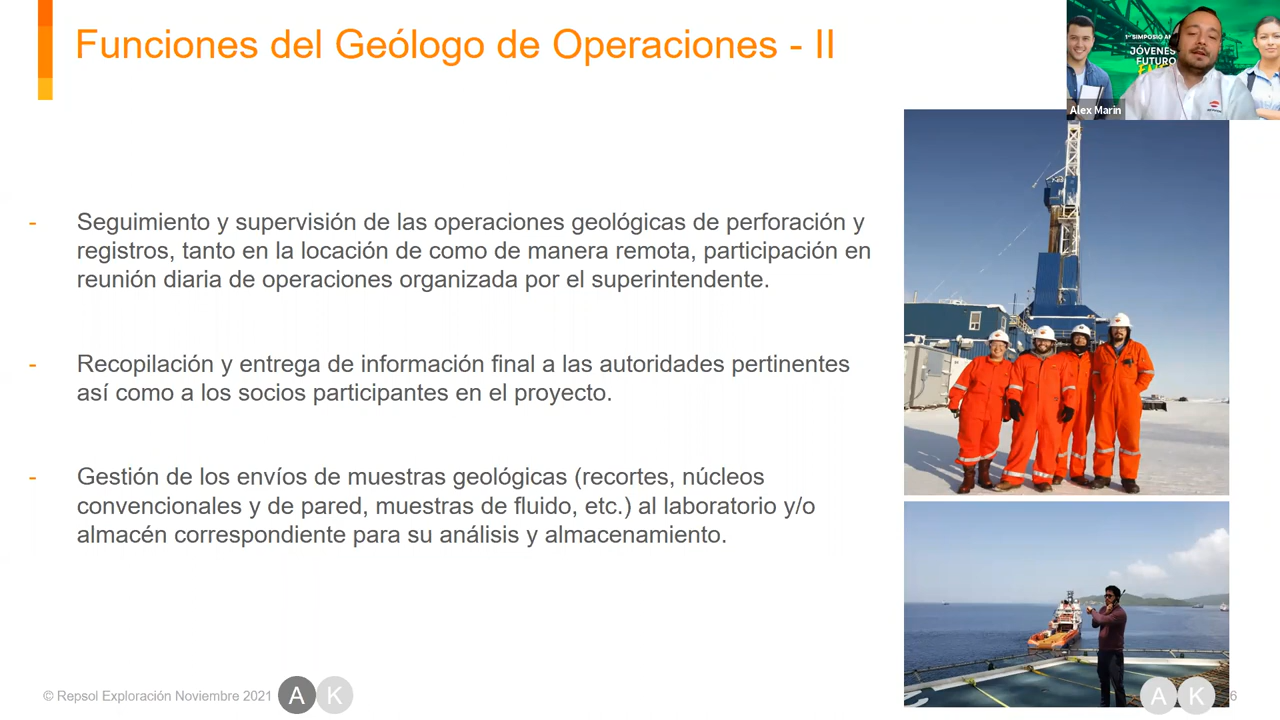 Funciones del Geólogo de Operaciones - II
1er SIMPOSIO
JÓVENES
FUTURO
Alex Marin
- Seguimiento y supervisión de las operaciones geológicas de perforación y
registros, tanto en la locación de como de manera remota, participación en
reunión diaria de operaciones organizada por el superintendente.
- Recopilación y entrega de información final a las autoridades pertinentes
así como a los socios participantes en el proyecto.
- Gestión de los envíos de muestras geológicas (recortes, núcleos
convencionales y de pared, muestras de fluido, etc.) al laboratorio y/o
almacén correspondiente para su análisis y almacenamiento.
© Repsol Exploración Noviembre 2021
A K
A K
6